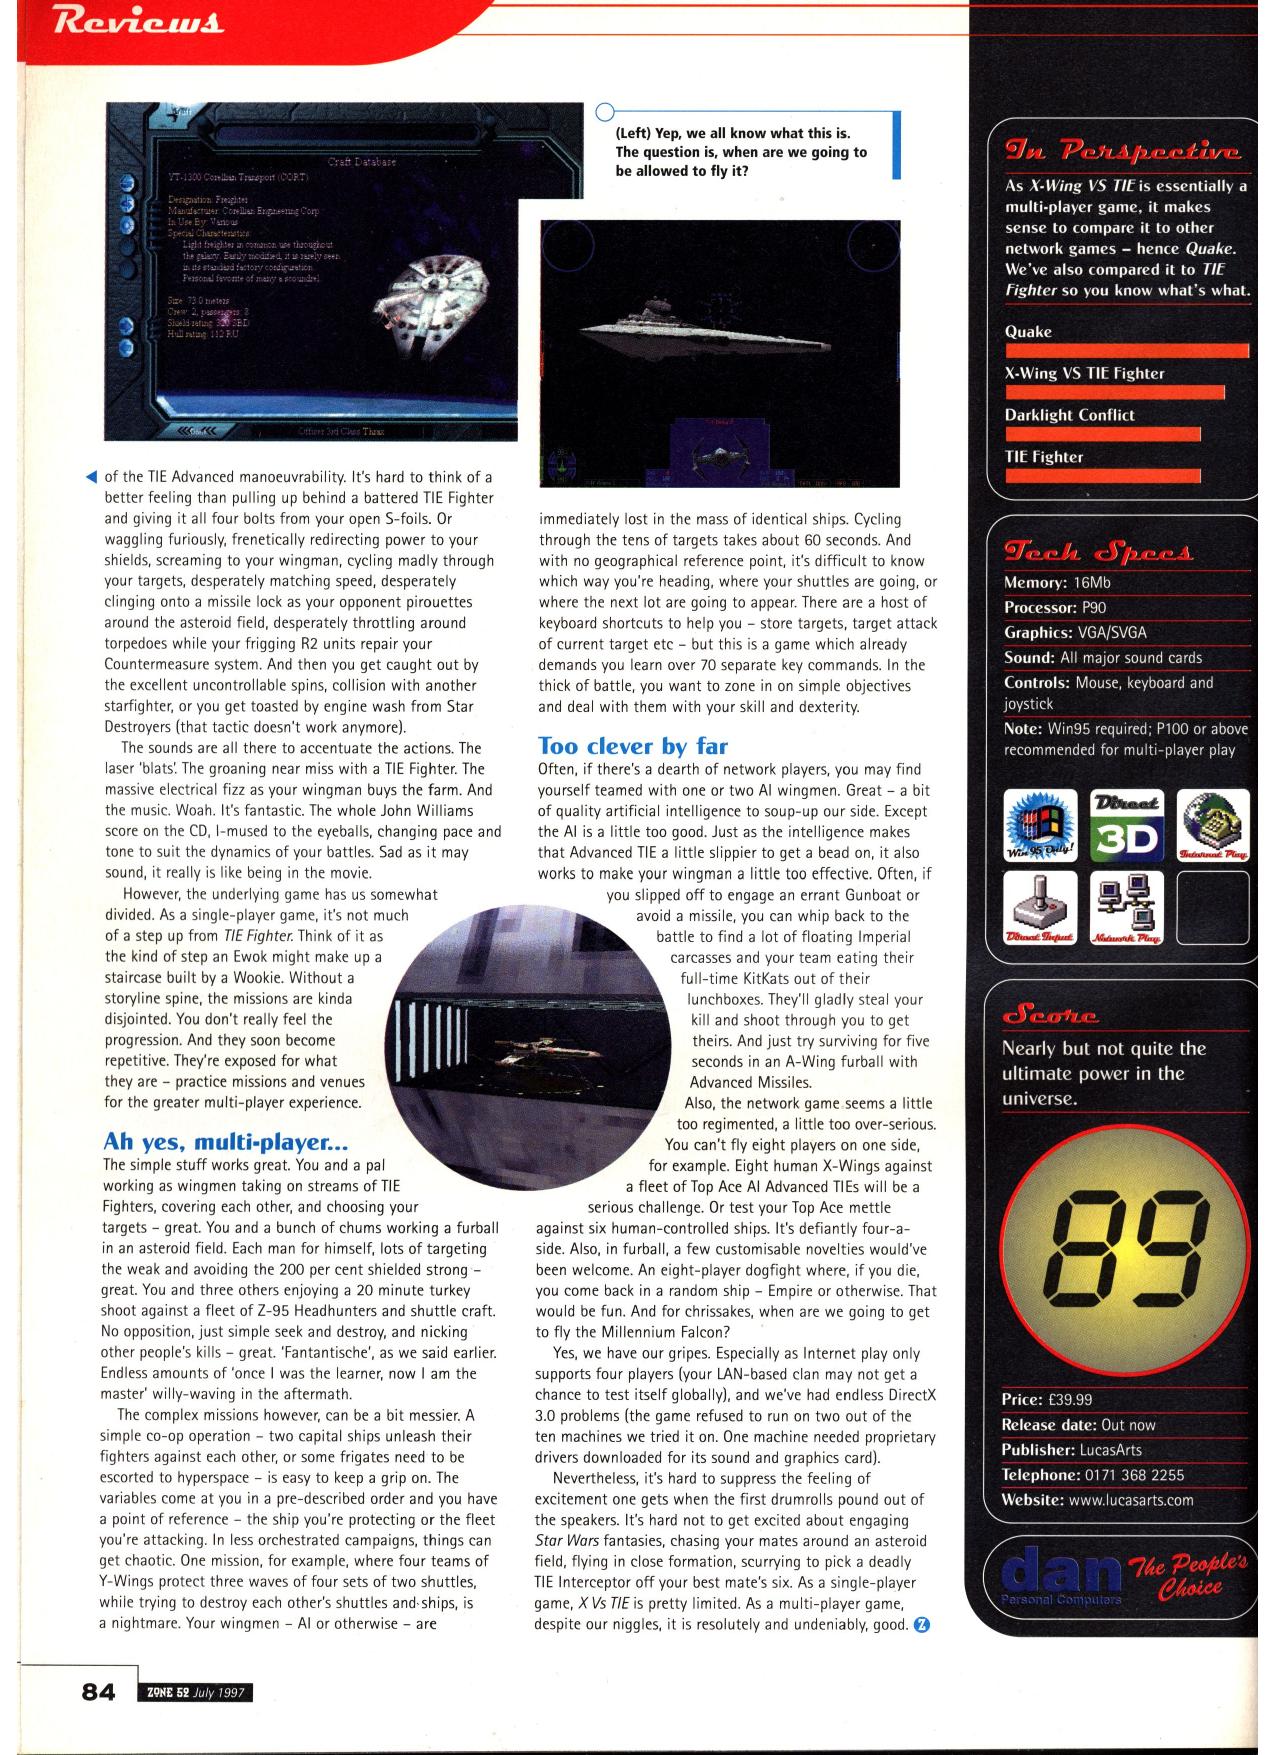 Reviews
Craft Database
YT-1300 Corellian Transport (CORT)
Designation: Freighter
Manufacturer: Corellian Engineering Corp
In Use By: Various
Special Characteristics:
Light freighter in common use throughout
the galaxy. Easily modified, it is rarely seen
in its standard factory configuration.
Personal favorite of many a scoundrel
Size: 73.0 meters
Crew: 2, passengers: 8
Shield rating: 320 SBD
Hull rating: 112 RU
Officer 3rd Class Thrax
(Left) Yep, we all know what this is.
The question is, when are we going to
be allowed to fly it?
of the TIE Advanced manoeuvrability. It's hard to think of a
better feeling than pulling up behind a battered TIE Fighter
and giving it all four bolts from your open S-foils. Or
waggling furiously, frenetically redirecting power to your
shields, screaming to your wingman, cycling madly through
your targets, desperately matching speed, desperately
clinging onto a missile lock as your opponent pirouettes
around the asteroid field, desperately throttling around
torpedoes while your frigging R2 units repair your
Countermeasure system. And then you get caught out by
the excellent uncontrollable spins, collision with another
starfighter, or you get toasted by engine wash from Star
Destroyers (that tactic doesn't work anymore).
The sounds are all there to accentuate the actions. The
laser 'blats'. The groaning near miss with a TIE Fighter. The
massive electrical fizz as your wingman buys the farm. And
the music. Woah. It's fantastic. The whole John Williams
score on the CD, I-mused to the eyeballs, changing pace and
tone to suit the dynamics of your battles. Sad as it may
sound, it really is like being in the movie.
However, the underlying game has us somewhat
divided. As a single-player game, it's not much
of a step up from TIE Fighter. Think of it as
the kind of step an Ewok might make up a
staircase built by a Wookie. Without a
storyline spine, the missions are kinda
disjointed. You don't really feel the
progression. And they soon become
repetitive. They're exposed for what
they are – practice missions and venues
for the greater multi-player experience.
Ah yes, multi-player...
The simple stuff works great. You and a pal
working as wingmen taking on streams of TIE
Fighters, covering each other, and choosing your
targets – great. You and a bunch of chums working a furball
in an asteroid field. Each man for himself, lots of targeting
the weak and avoiding the 200 per cent shielded strong –
great. You and three others enjoying a 20 minute turkey
shoot against a fleet of Z-95 Headhunters and shuttle craft.
No opposition, just simple seek and destroy, and nicking
other people's kills – great. 'Fantantische', as we said earlier.
Endless amounts of 'once I was the learner, now I am the
master' willy-waving in the aftermath.
The complex missions however, can be a bit messier. A
simple co-op operation – two capital ships unleash their
fighters against each other, or some frigates need to be
escorted to hyperspace – is easy to keep a grip on. The
variables come at you in a pre-described order and you have
a point of reference – the ship you're protecting or the fleet
you're attacking. In less orchestrated campaigns, things can
get chaotic. One mission, for example, where four teams of
Y-Wings protect three waves of four sets of two shuttles,
while trying to destroy each other's shuttles and ships, is
a nightmare. Your wingmen – AI or otherwise – are
immediately lost in the mass of identical ships. Cycling
through the tens of targets takes about 60 seconds. And
with no geographical reference point, it's difficult to know
which way you're heading, where your shuttles are going, or
where the next lot are going to appear. There are a host of
keyboard shortcuts to help you – store targets, target attack
of current target etc – but this is a game which already
demands you learn over 70 separate key commands. In the
thick of battle, you want to zone in on simple objectives
and deal with them with your skill and dexterity.
Too clever by far
Often, if there's a dearth of network players, you may find
yourself teamed with one or two AI wingmen. Great – a bit
of quality artificial intelligence to soup-up our side. Except
the AI is a little too good. Just as the intelligence makes
that Advanced TIE a little slippier to get a bead on, it also
works to make your wingman a little too effective. Often, if
you slipped off to engage an errant Gunboat or
avoid a missile, you can whip back to the
battle to find a lot of floating Imperial
carcasses and your team eating their
full-time KitKats out of their
lunchboxes. They'll gladly steal your
kill and shoot through you to get
theirs. And just try surviving for five
seconds in an A-Wing furball with
Advanced Missiles.
Also, the network game seems a little
too regimented, a little too over-serious.
You can't fly eight players on one side,
for example. Eight human X-Wings against
a fleet of Top Ace AI Advanced TIEs will be a
serious challenge. Or test your Top Ace mettle
against six human-controlled ships. It's defiantly four-a-
side. Also, in furball, a few customisable novelties would've
been welcome. An eight-player dogfight where, if you die,
you come back in a random ship – Empire or otherwise. That
would be fun. And for chrissakes, when are we going to get
to fly the Millennium Falcon?
Yes, we have our gripes. Especially as Internet play only
supports four players (your LAN-based clan may not get a
chance to test itself globally), and we've had endless DirectX
3.0 problems (the game refused to run on two out of the
ten machines we tried it on. One machine needed proprietary
drivers downloaded for its sound and graphics card).
Nevertheless, it's hard to suppress the feeling of
excitement one gets when the first drumrolls pound out of
the speakers. It's hard not to get excited about engaging
Star Wars fantasies, chasing your mates around an asteroid
field, flying in close formation, scurrying to pick a deadly
TIE Interceptor off your best mate's six. As a single-player
game, X Vs TIE is pretty limited. As a multi-player game,
despite our niggles, it is resolutely and undeniably, good. Z
In Perspective
As X-Wing VS TIE is essentially a
multi-player game, it makes
sense to compare it to other
network games – hence Quake.
We've also compared it to TIE
Fighter so you know what's what.
Quake
X-Wing VS TIE Fighter
Darklight Conflict
TIE Fighter
Tech Specs
Memory: 16Mb
Processor: P90
Graphics: VGA/SVGA
Sound: All major sound cards
Controls: Mouse, keyboard and
joystick
Note: Win95 required; P100 or above
recommended for multi-player play
Win 95 Only!
Direct 3D
Internet Play
Direct Input
Network Play
Score
Nearly but not quite the
ultimate power in the
universe.
89
Price: £39.99
Release date: Out now
Publisher: LucasArts
Telephone: 0171 368 2255
Website: www.lucasarts.com
dan
Personal Computers
The People's
Choice
84
ZONE 52 July 1997